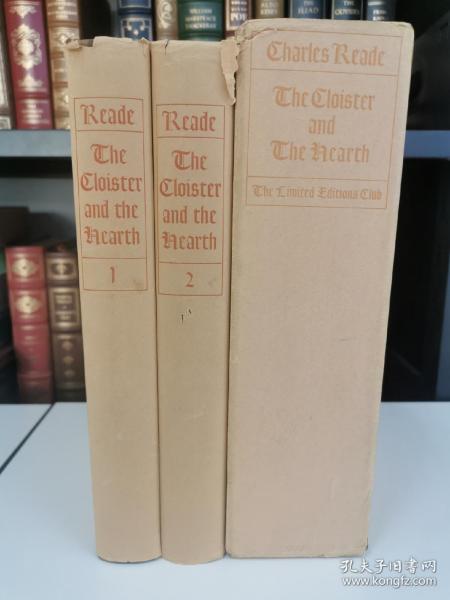 Reade
The
Cloister
and the
Hearth
1
Reade
The
Cloister
and the
Hearth
2
Charles Reade
The Cloister
and
The Hearth
The Limited Editions Club
孔夫子旧书网
www.kongfz.com